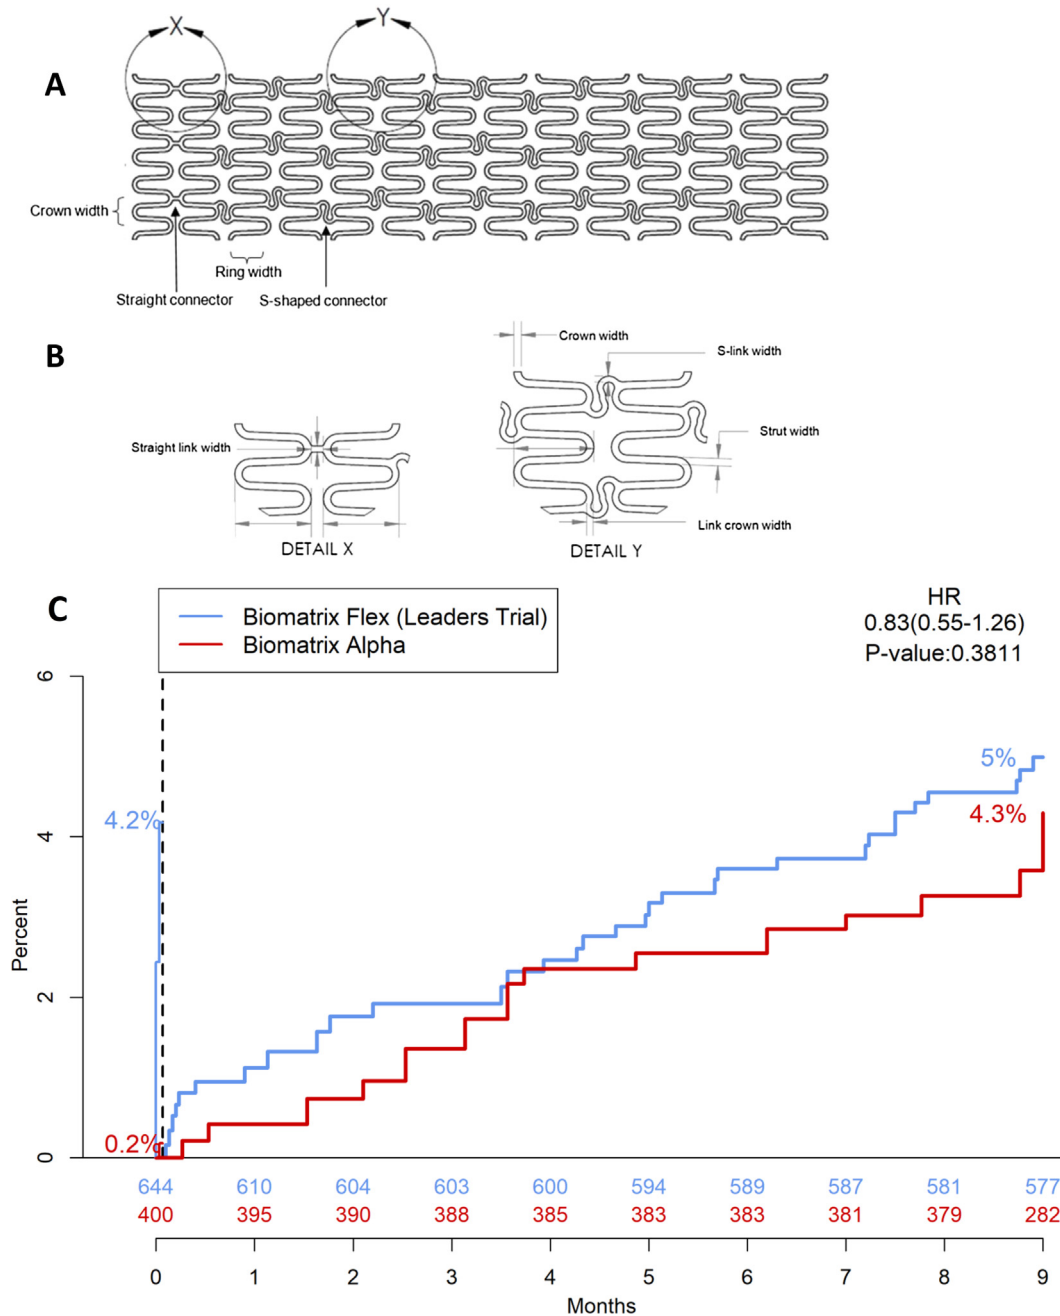 X
Y
A
Crown width
Ring width
Straight connector
S-shaped connector
B
Crown width
S-link width
Straight link width
Strut width
Link crown width
DETAIL X
DETAIL Y
C
Biomatrix Flex (Leaders Trial)
Biomatrix Alpha
HR
0.83(0.55-1.26)
P-value:0.3811
6
5%
4.3%
4.2%
4
Percent
2
0.2%
0
644 610 604 603 600 594 589 587 581 577
400 395 390 388 385 383 383 381 379 282
0 1 2 3 4 5 6 7 8 9
Months